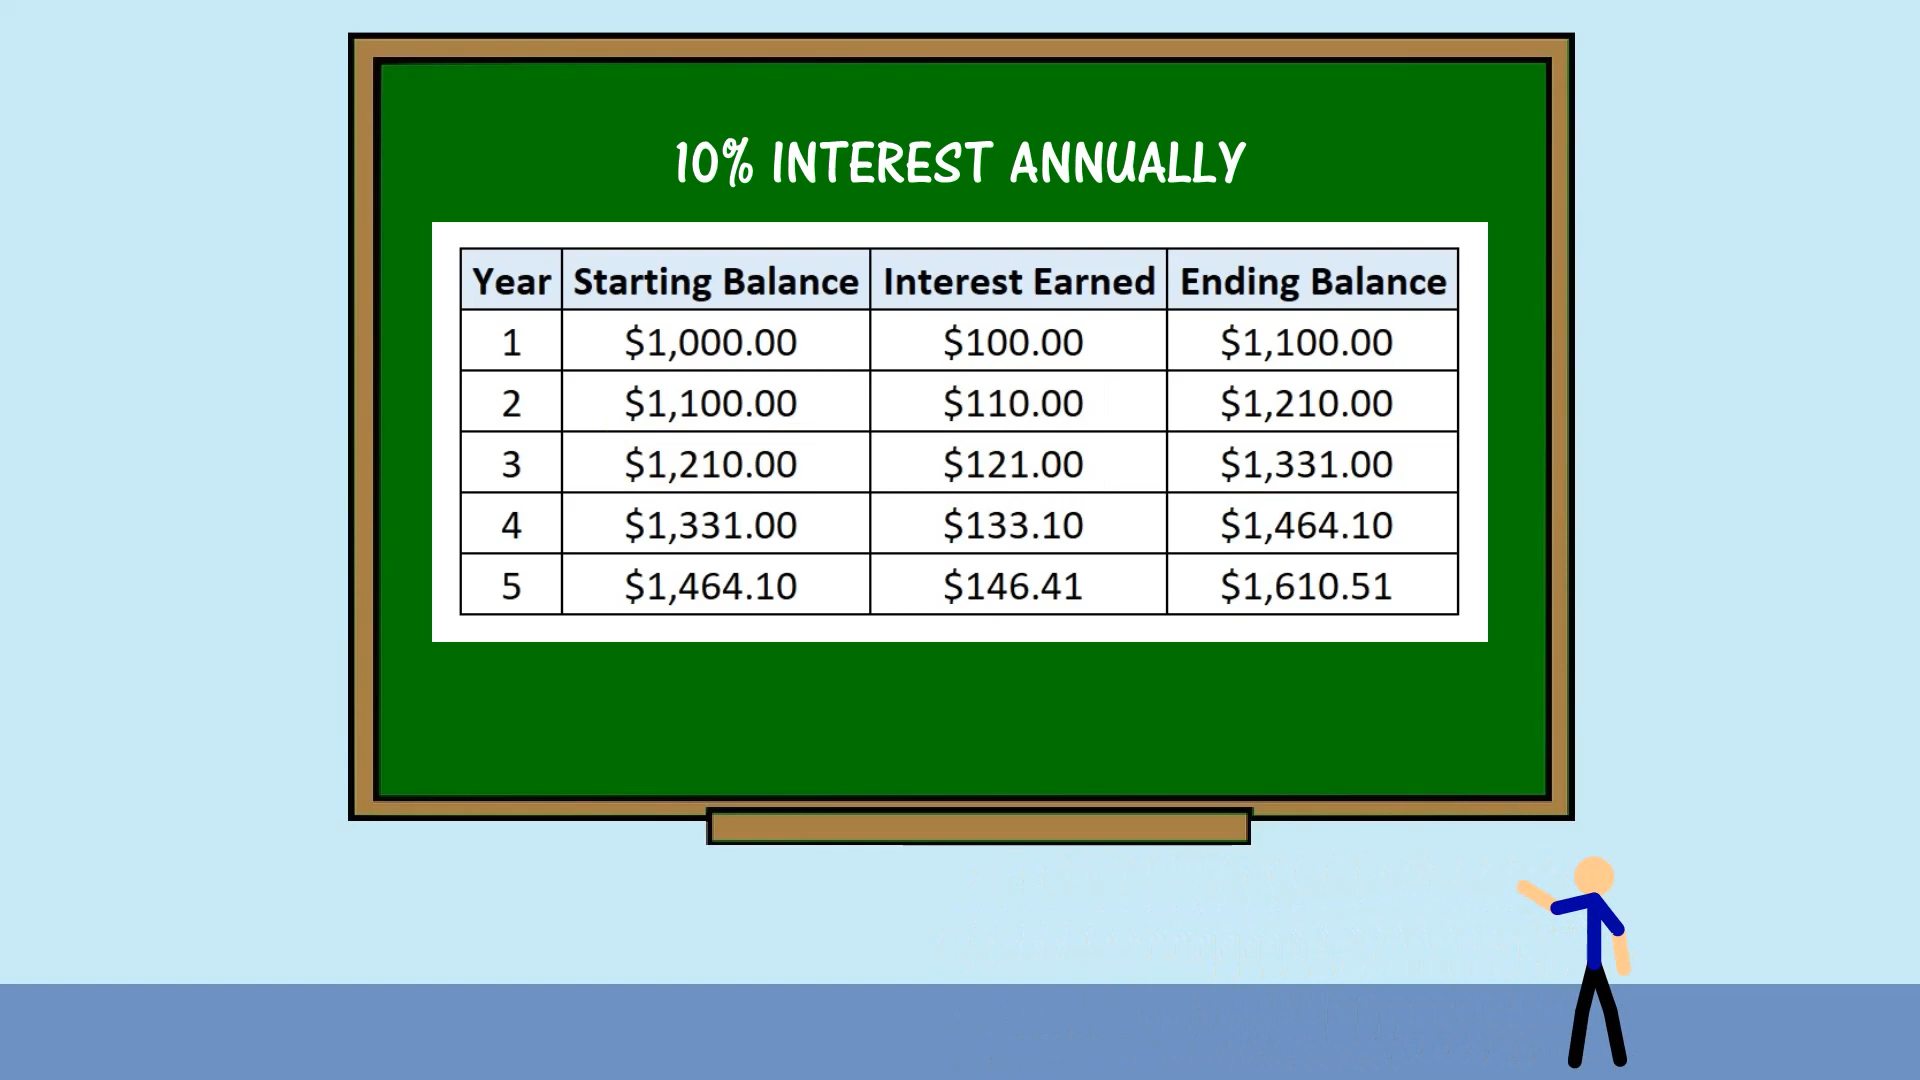 10% INTEREST ANNUALLY
Year Starting Balance Interest Earned Ending Balance
1 $1,000.00 $100.00 $1,100.00
2 $1,100.00 $110.00 $1,210.00
3 $1,210.00 $121.00 $1,331.00
4 $1,331.00 $133.10 $1,464.10
5 $1,464.10 $146.41 $1,610.51